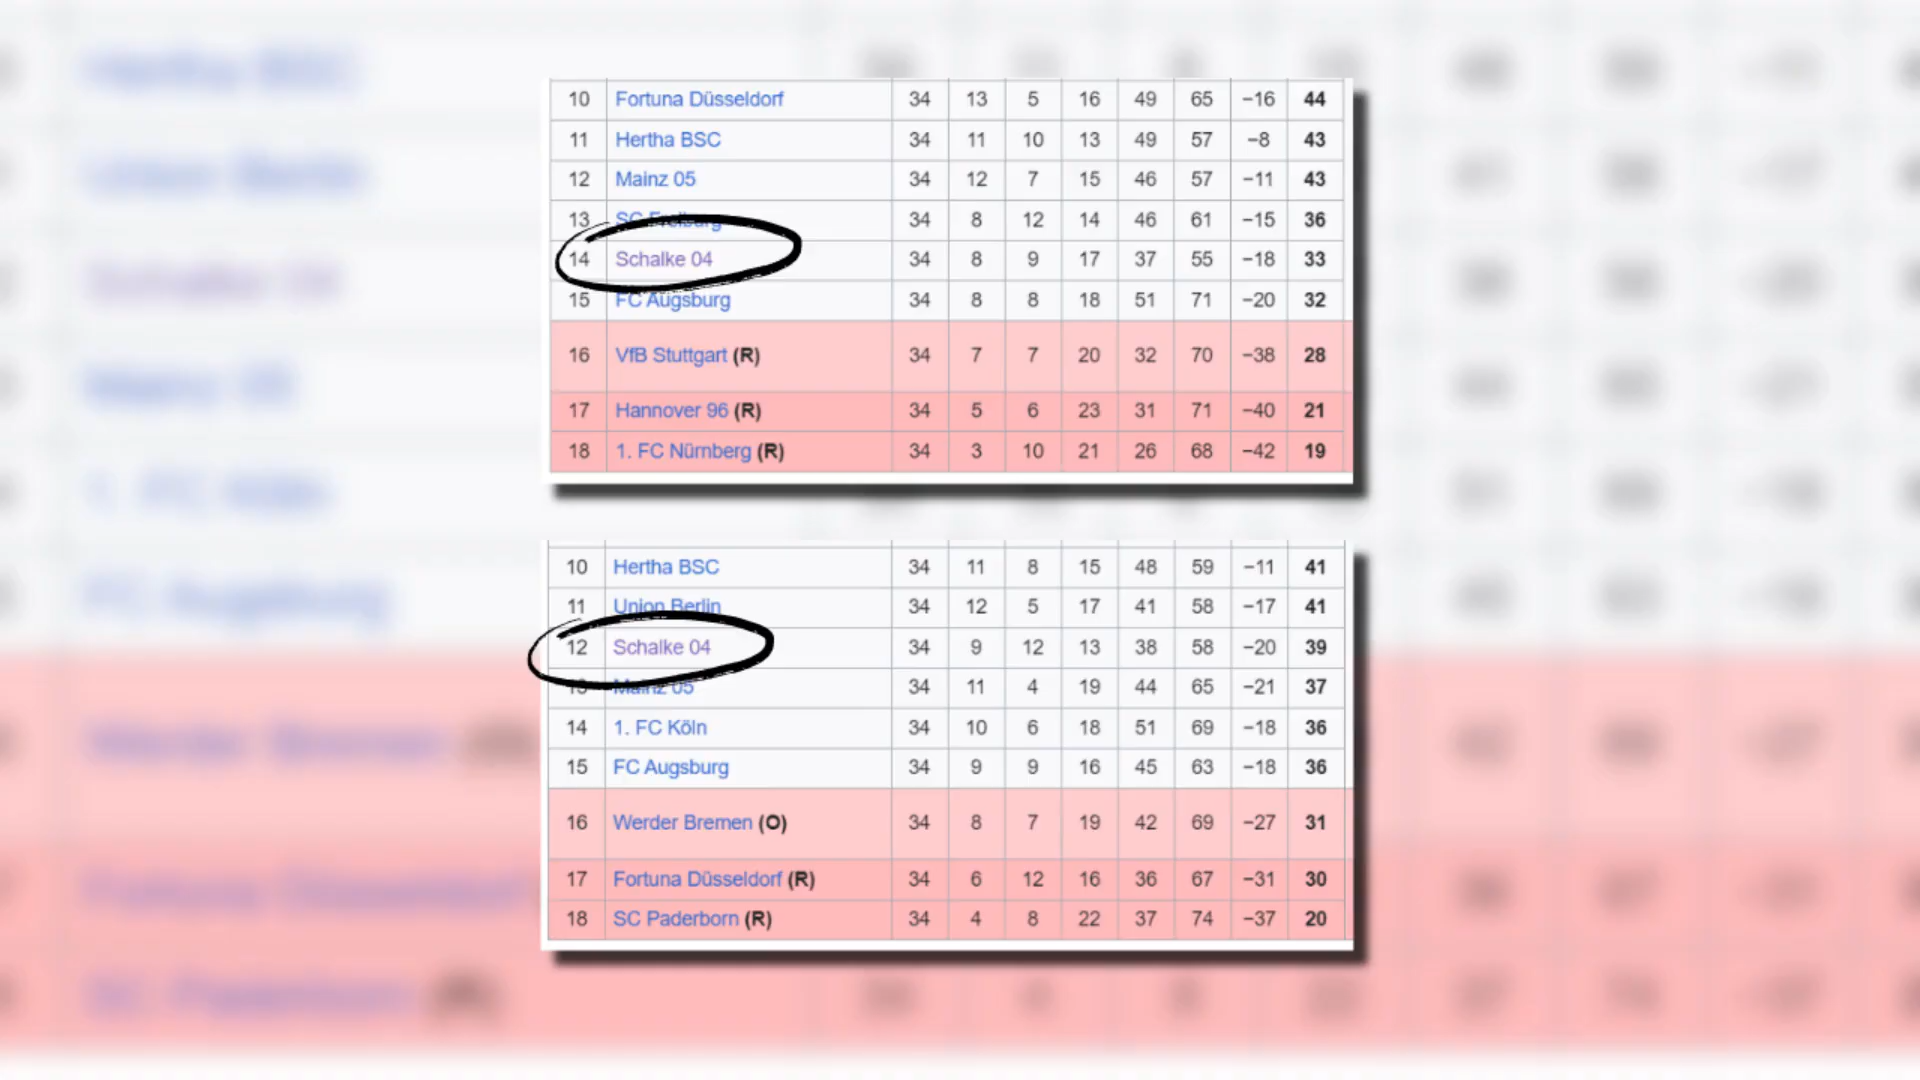 10 Fortuna Düsseldorf 34 13 5 16 49 65 −16 44
11 Hertha BSC 34 11 10 13 49 57 −8 43
12 Mainz 05 34 12 7 15 46 57 −11 43
13 SC Freiburg 34 8 12 14 46 61 −15 36
14 Schalke 04 34 8 9 17 37 55 −18 33
15 FC Augsburg 34 8 8 18 51 71 −20 32
16 VfB Stuttgart (R) 34 7 7 20 32 70 −38 28
17 Hannover 96 (R) 34 5 6 23 31 71 −40 21
18 1. FC Nürnberg (R) 34 3 10 21 26 68 −42 19
10 Hertha BSC 34 11 8 15 48 59 −11 41
11 Union Berlin 34 12 5 17 41 58 −17 41
12 Schalke 04 34 9 12 13 38 58 −20 39
13 Mainz 05 34 11 4 19 44 65 −21 37
14 1. FC Köln 34 10 6 18 51 69 −18 36
15 FC Augsburg 34 9 9 16 45 63 −18 36
16 Werder Bremen (O) 34 8 7 19 42 69 −27 31
17 Fortuna Düsseldorf (R) 34 6 12 16 36 67 −31 30
18 SC Paderborn (R) 34 4 8 22 37 74 −37 20